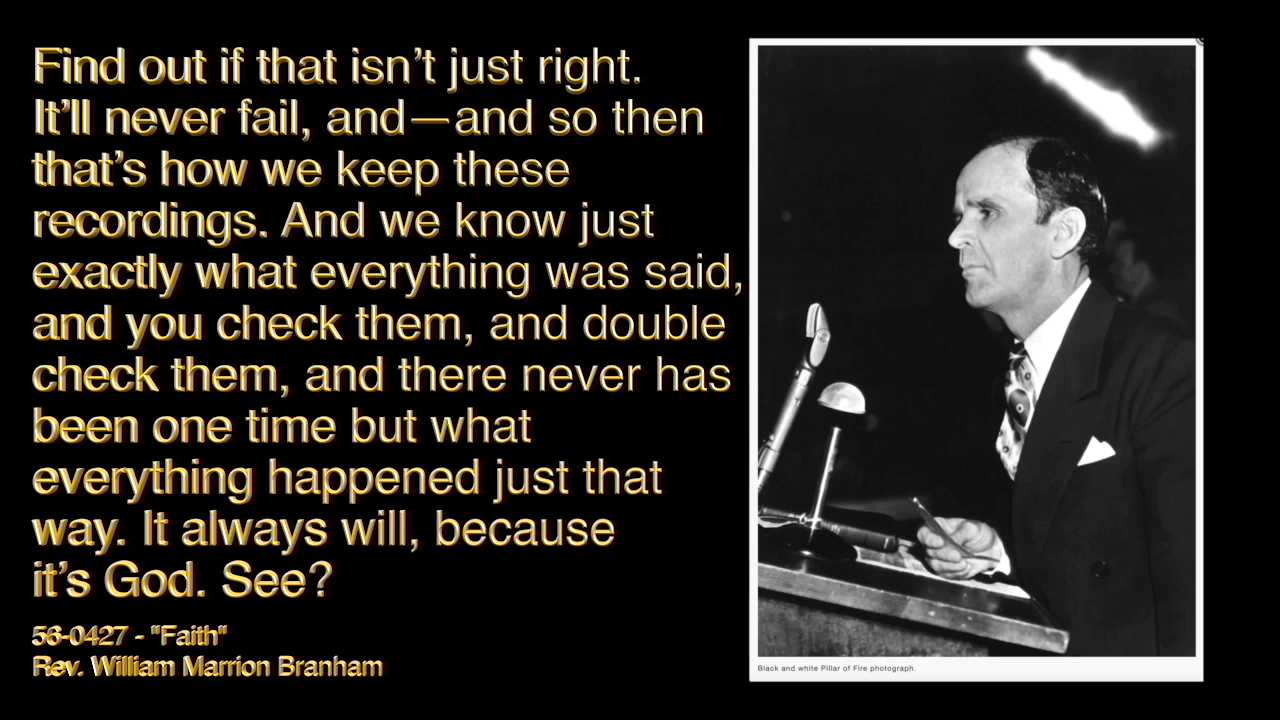 Find out if that isn’t just right.
It’ll never fail, and—and so then
that’s how we keep these
recordings. And we know just
exactly what everything was said,
and you check them, and double
check them, and there never has
been one time but what
everything happened just that
way. It always will, because
it’s God. See?
56-0427 - "Faith"
Rev. William Marrion Branham
Black and white Pillar of Fire photograph.